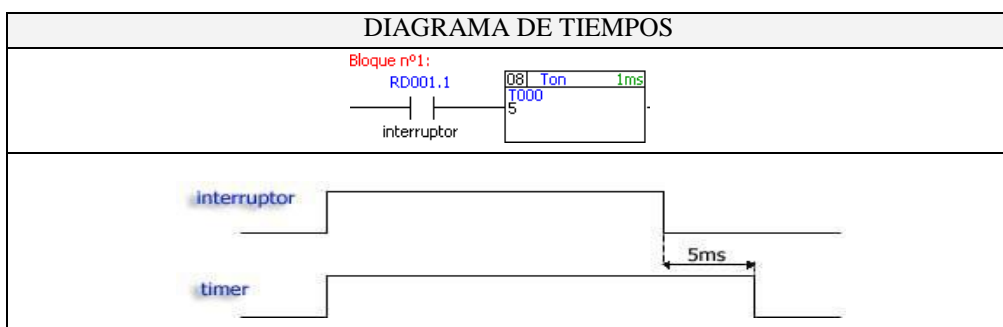 DIAGRAMA DE TIEMPOS
Bloque nº1:
RD001.1
08 Ton 1ms
T000
5
interruptor
interruptor
5ms
timer